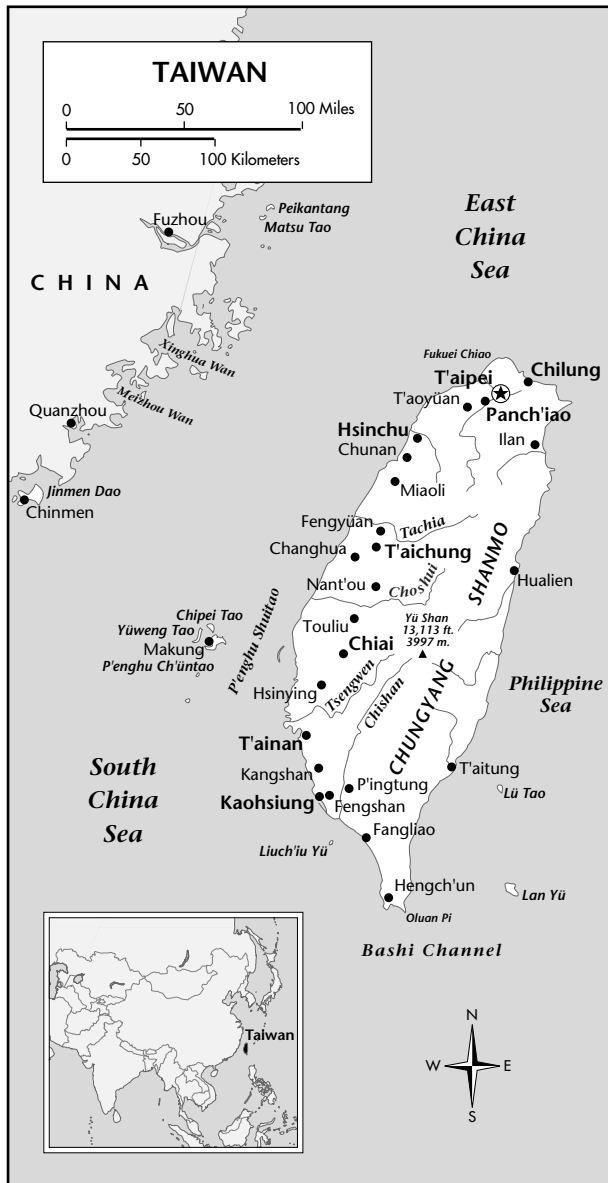 TAIWAN
0 50 100 Miles
0 50 100 Kilometers
Peikantang
Matsu Tao
Fuzhou
East
China
Sea
CHINA
Xinghua Wan
Meizhou Wan
Quanzhou
Jinmen Dao
Chinmen
Fukuei Chiao
Chilung
T'aipei
T'aoyüan
Panch'iao
Hsinchu
Ilan
Chunan
Miaoli
Fengyüan
Tachia
Changhua
T'aichung
SHANMO
Hualien
Nant'ou
Choshui
Chipei Tao
Yüweng Tao
Makung
P'enghu Ch'üntao
P'enghu Shuitao
Touliu
Yü Shan
13,113 ft.
3997 m.
Chiai
Hsinying
Tsengwen
Chishan
CHUNGYANG
Philippine
Sea
T'ainan
South
China
Sea
Kangshan
P'ingtung
T'aitung
Kaohsiung
Fengshan
Lü Tao
Fangliao
Liuch'iu Yü
Hengch'un
Lan Yü
Oluan Pi
Bashi Channel
Taiwan
N
W E
S